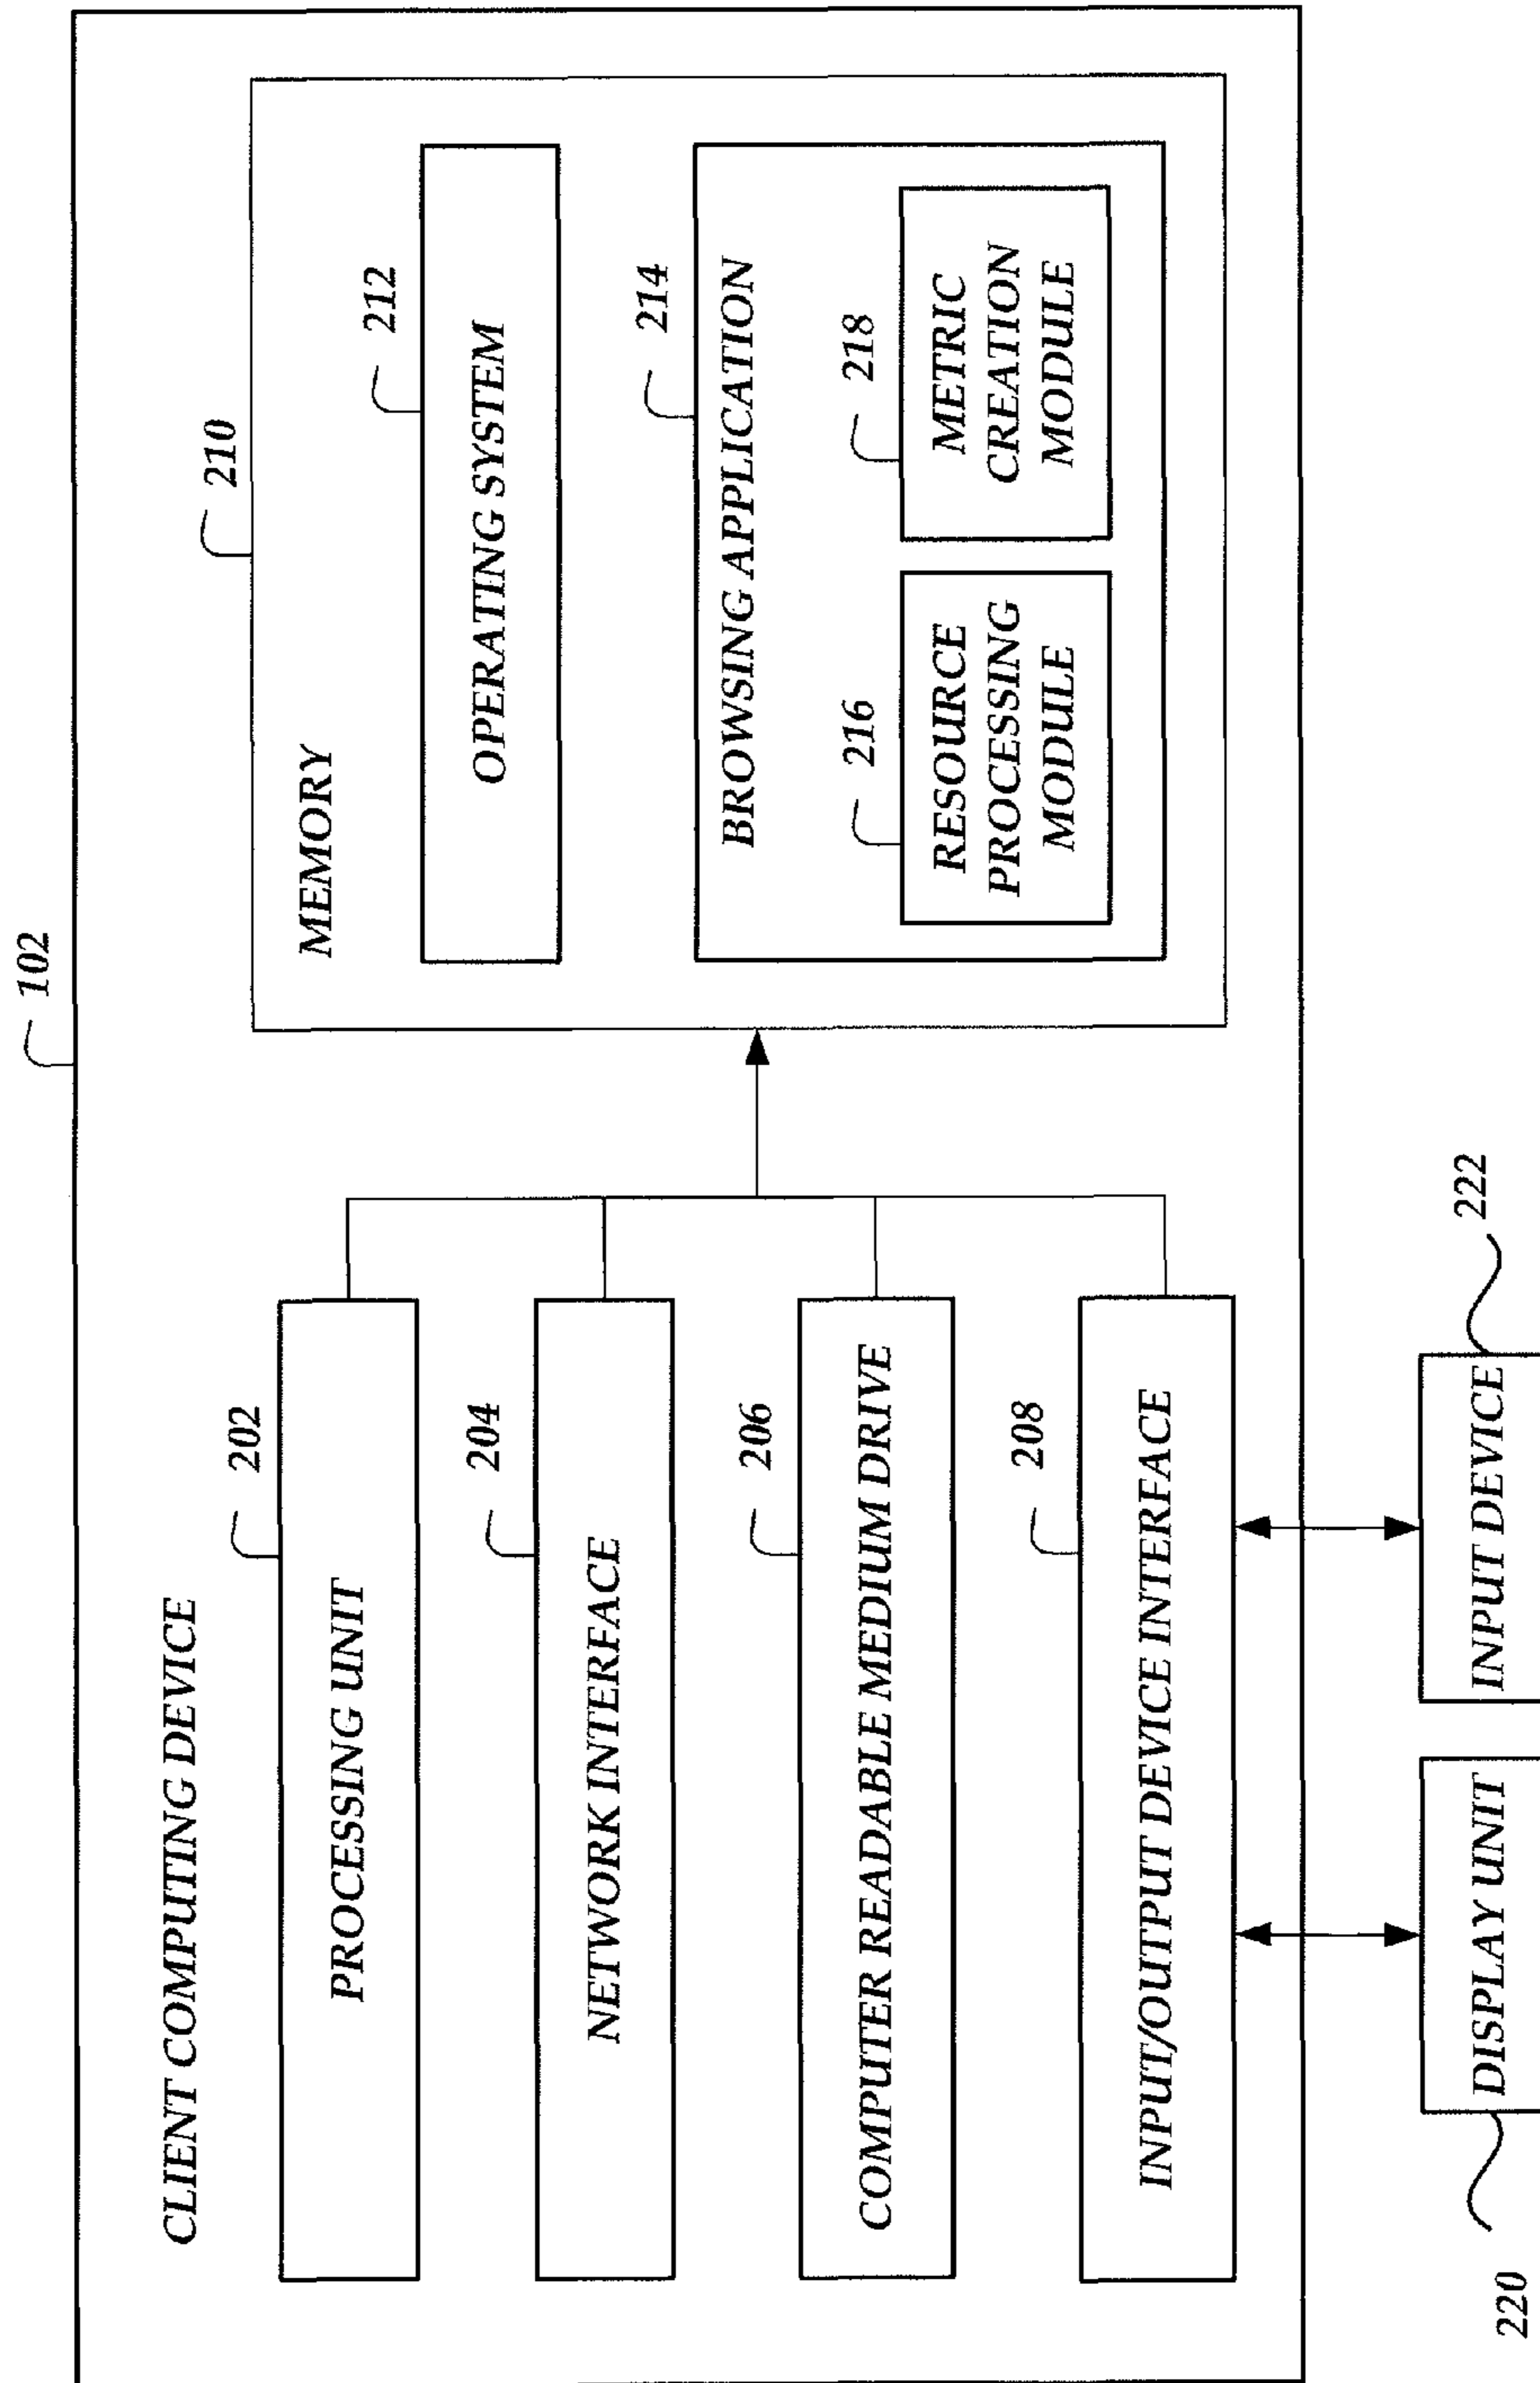 102
CLIENT COMPUTING DEVICE
202
PROCESSING UNIT
204
NETWORK INTERFACE
206
COMPUTER READABLE MEDIUM DRIVE
208
INPUT/OUTPUT DEVICE INTERFACE
210
MEMORY
212
OPERATING SYSTEM
214
BROWSING APPLICATION
216
RESOURCE
PROCESSING
MODULE
218
METRIC
CREATION
MODULE
220
DISPLAY UNIT
INPUT DEVICE
222